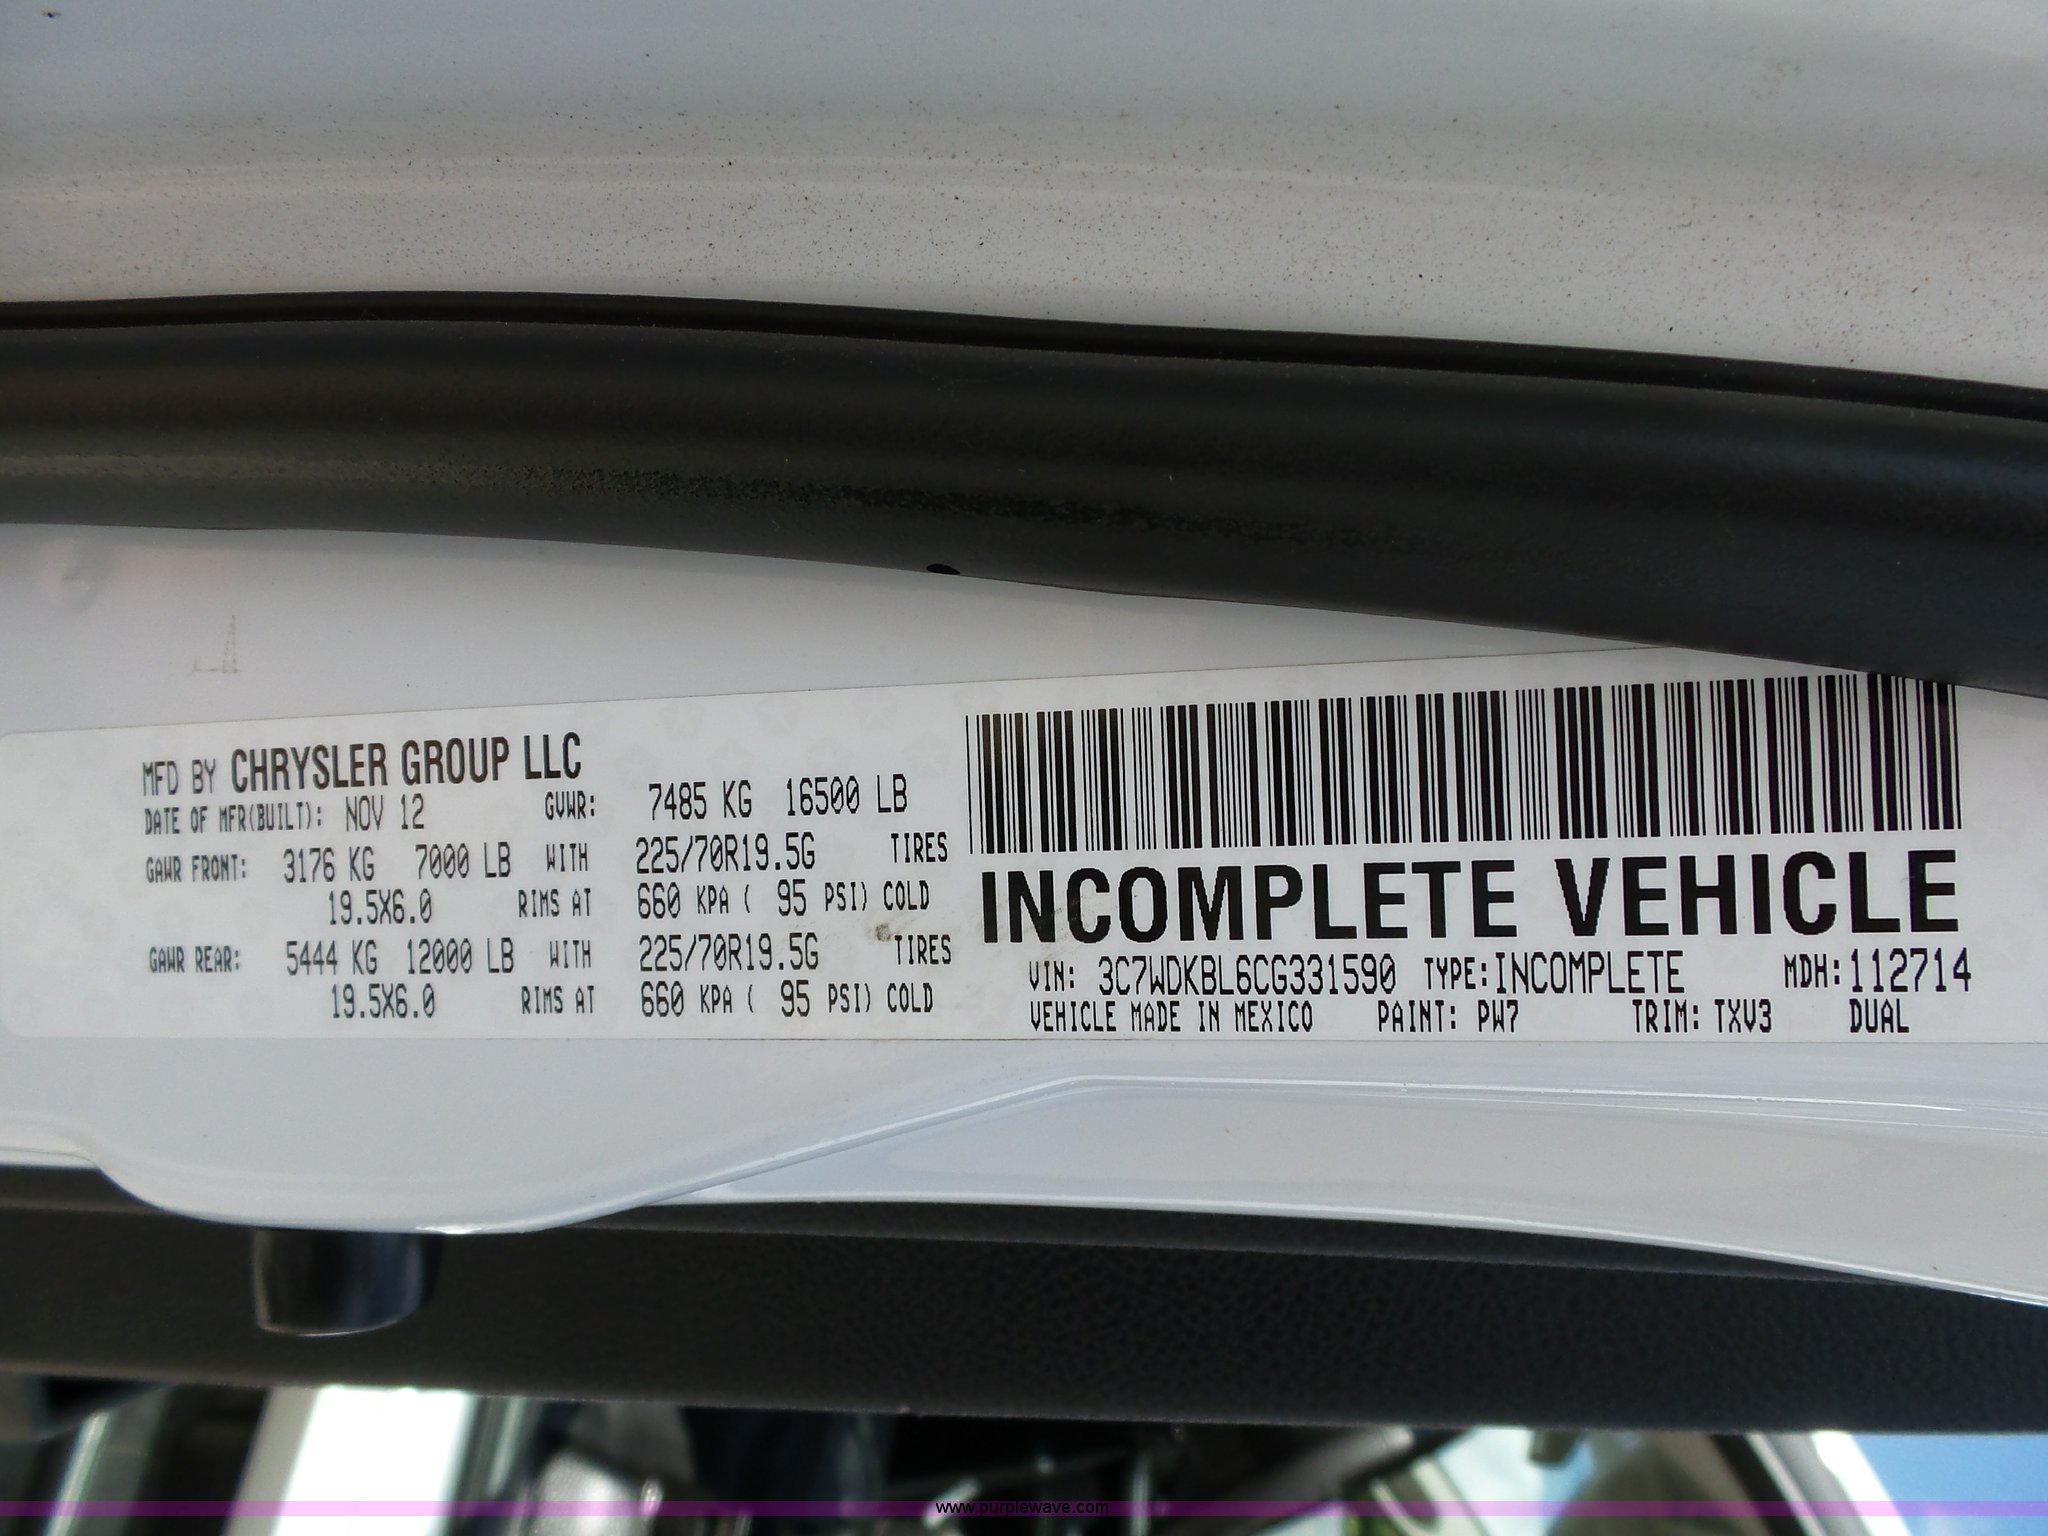 MFD BY CHRYSLER GROUP LLC
DATE OF MFR(BUILT): NOV 12 GVWR: 7485 KG 16500 LB
GAWR FRONT: 3176 KG 7000 LB WITH 225/70R19.5G TIRES
19.5X6.0 RIMS AT 660 KPA ( 95 PSI) COLD
GAWR REAR: 5444 KG 12000 LB WITH 225/70R19.5G TIRES
19.5X6.0 RIMS AT 660 KPA ( 95 PSI) COLD
INCOMPLETE VEHICLE
VIN: 3C7WDKBL6CG331590 TYPE: INCOMPLETE MDH: 112714
VEHICLE MADE IN MEXICO PAINT: PW7 TRIM: TXV3 DUAL
www.purplewave.com